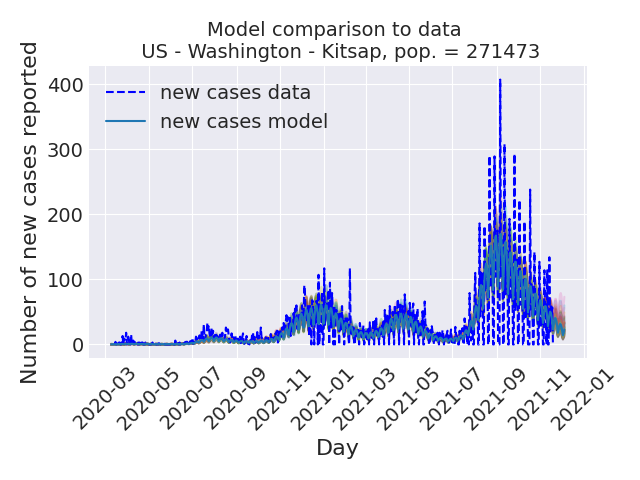 Model comparison to data
US - Washington - Kitsap, pop. = 271473
Number of new cases reported
400
300
200
100
0
new cases data
new cases model
2020-03
2020-05
2020-07
2020-09
2020-11
2021-01
2021-03
2021-05
2021-07
2021-09
2021-11
2022-01
Day